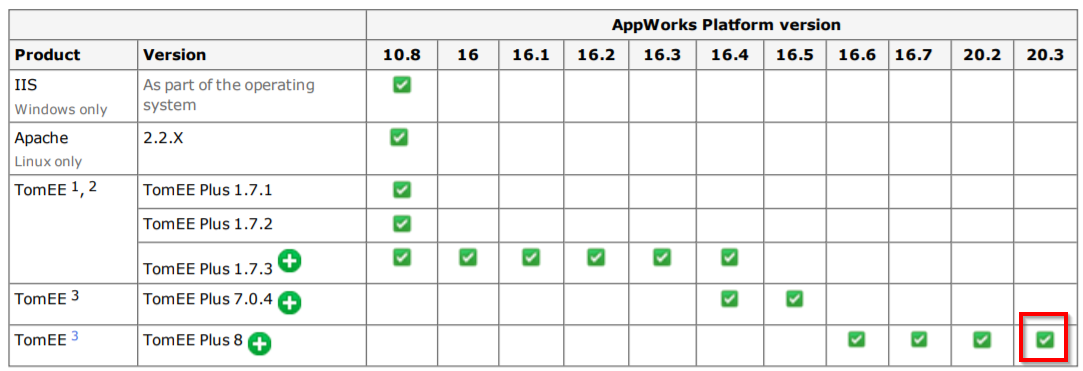 AppWorks Platform version
Product Version 10.8 16 16.1 16.2 16.3 16.4 16.5 16.6 16.7 20.2 20.3
IIS As part of the operating
Windows only system
Apache 2.2.X
Linux only
TomEE 1, 2 TomEE Plus 1.7.1
TomEE Plus 1.7.2
TomEE Plus 1.7.3
TomEE 3 TomEE Plus 7.0.4
TomEE 3 TomEE Plus 8